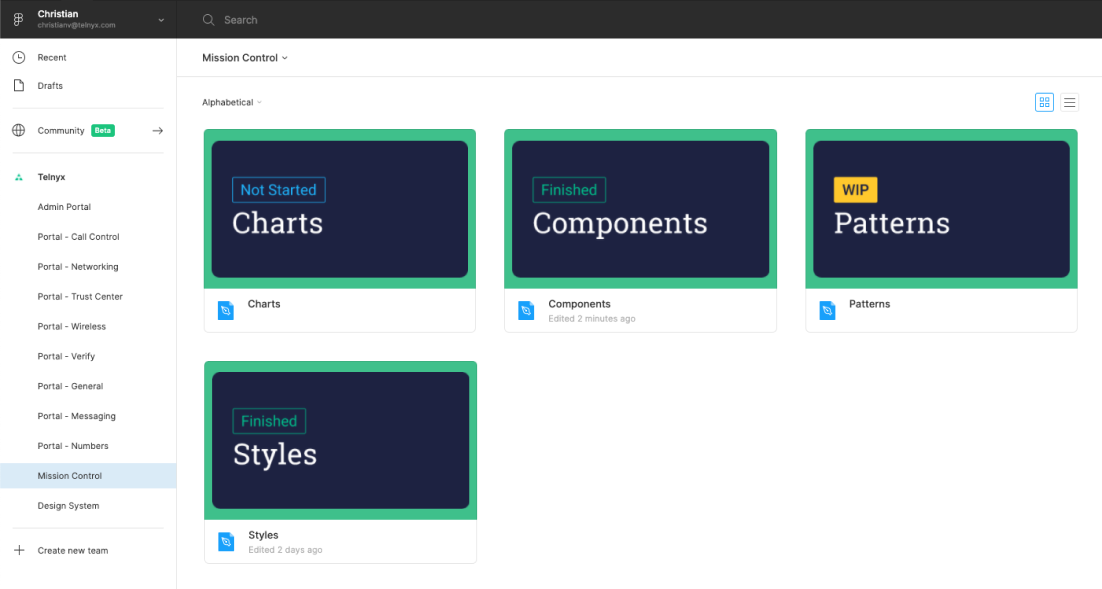 Christian
christianv@telnyx.com
Search
Recent
Drafts
Community Beta
Telnyx
Admin Portal
Portal - Call Control
Portal - Networking
Portal - Trust Center
Portal - Wireless
Portal - Verify
Portal - General
Portal - Messaging
Portal - Numbers
Mission Control
Design System
Create new team
Mission Control
Alphabetical
Not Started
Charts
Charts
Finished
Components
Components
Edited 2 minutes ago
WIP
Patterns
Patterns
Finished
Styles
Styles
Edited 2 days ago